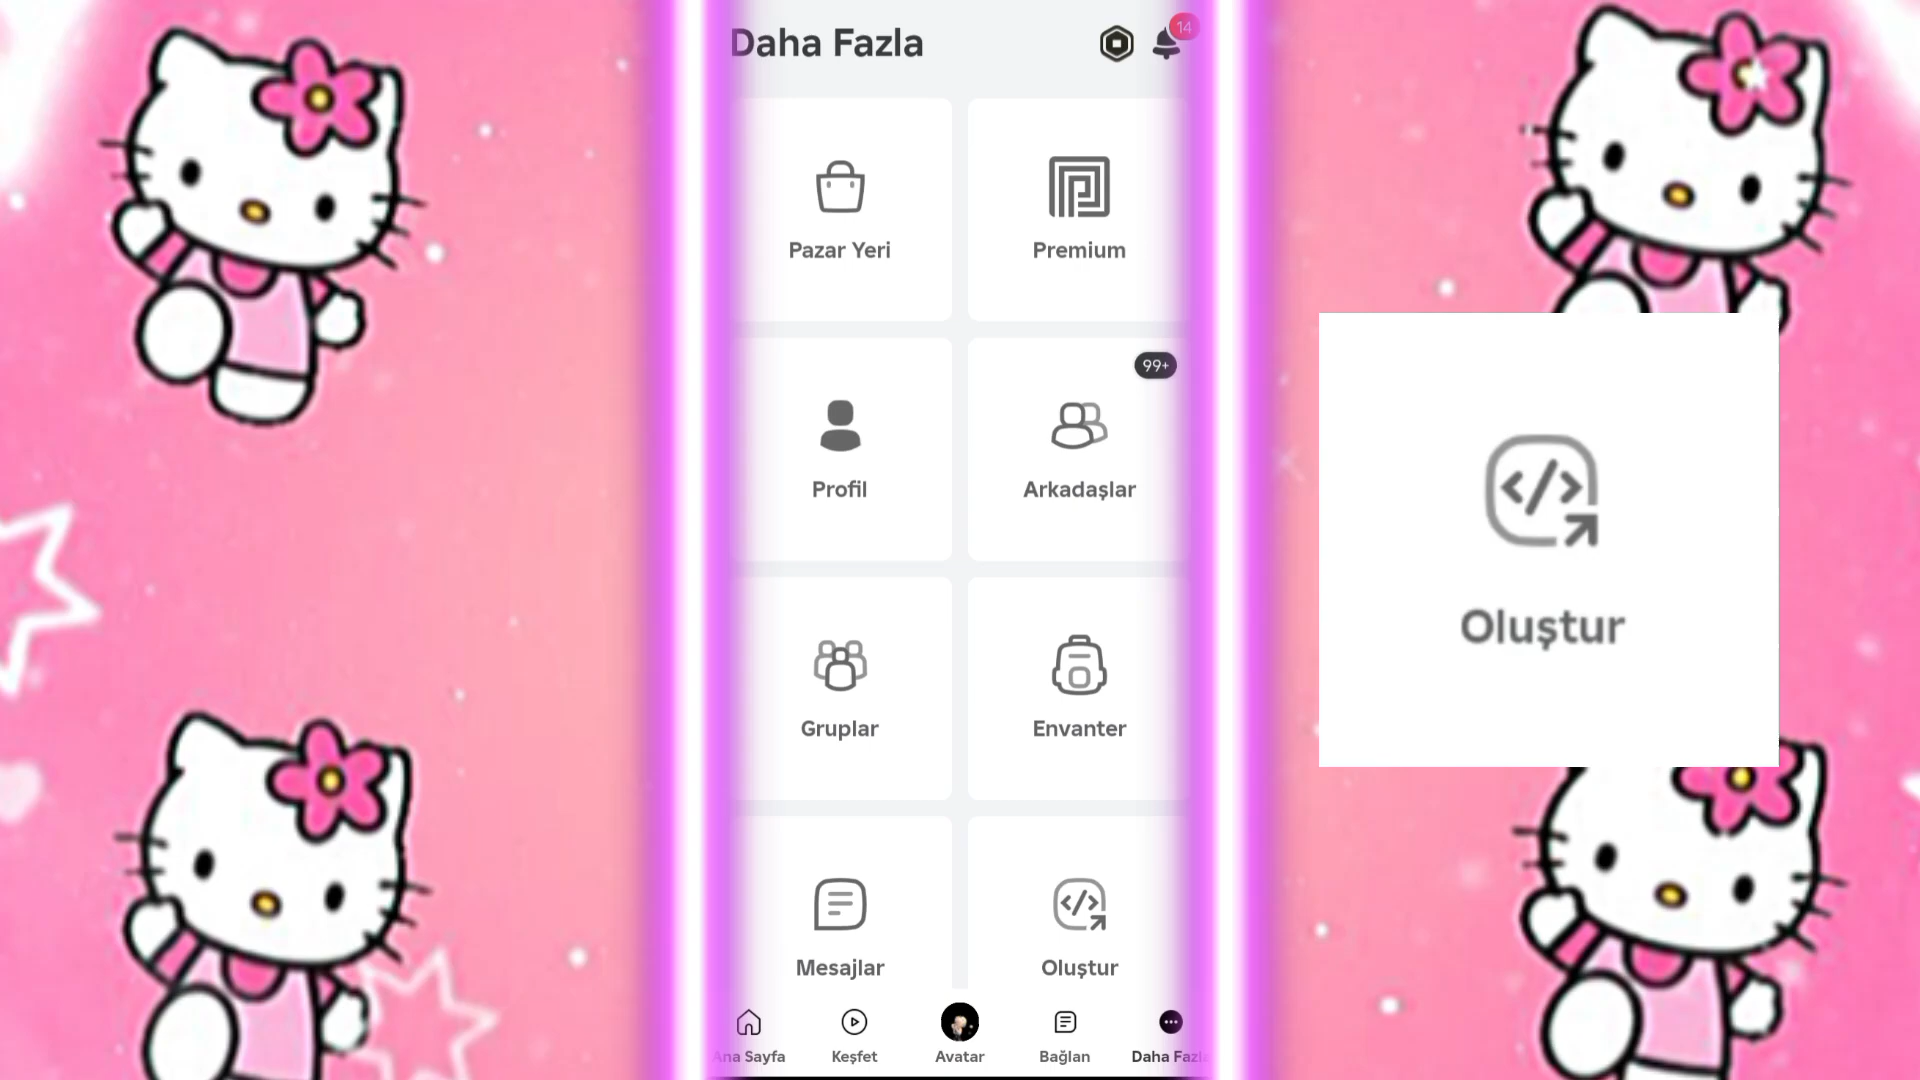 Daha Fazla
14
Pazar Yeri
Premium
99+
Profil
Arkadaşlar
Gruplar
Envanter
Mesajlar
Oluştur
Ana Sayfa
Keşfet
Avatar
Bağlan
Daha Fazla
Oluştur